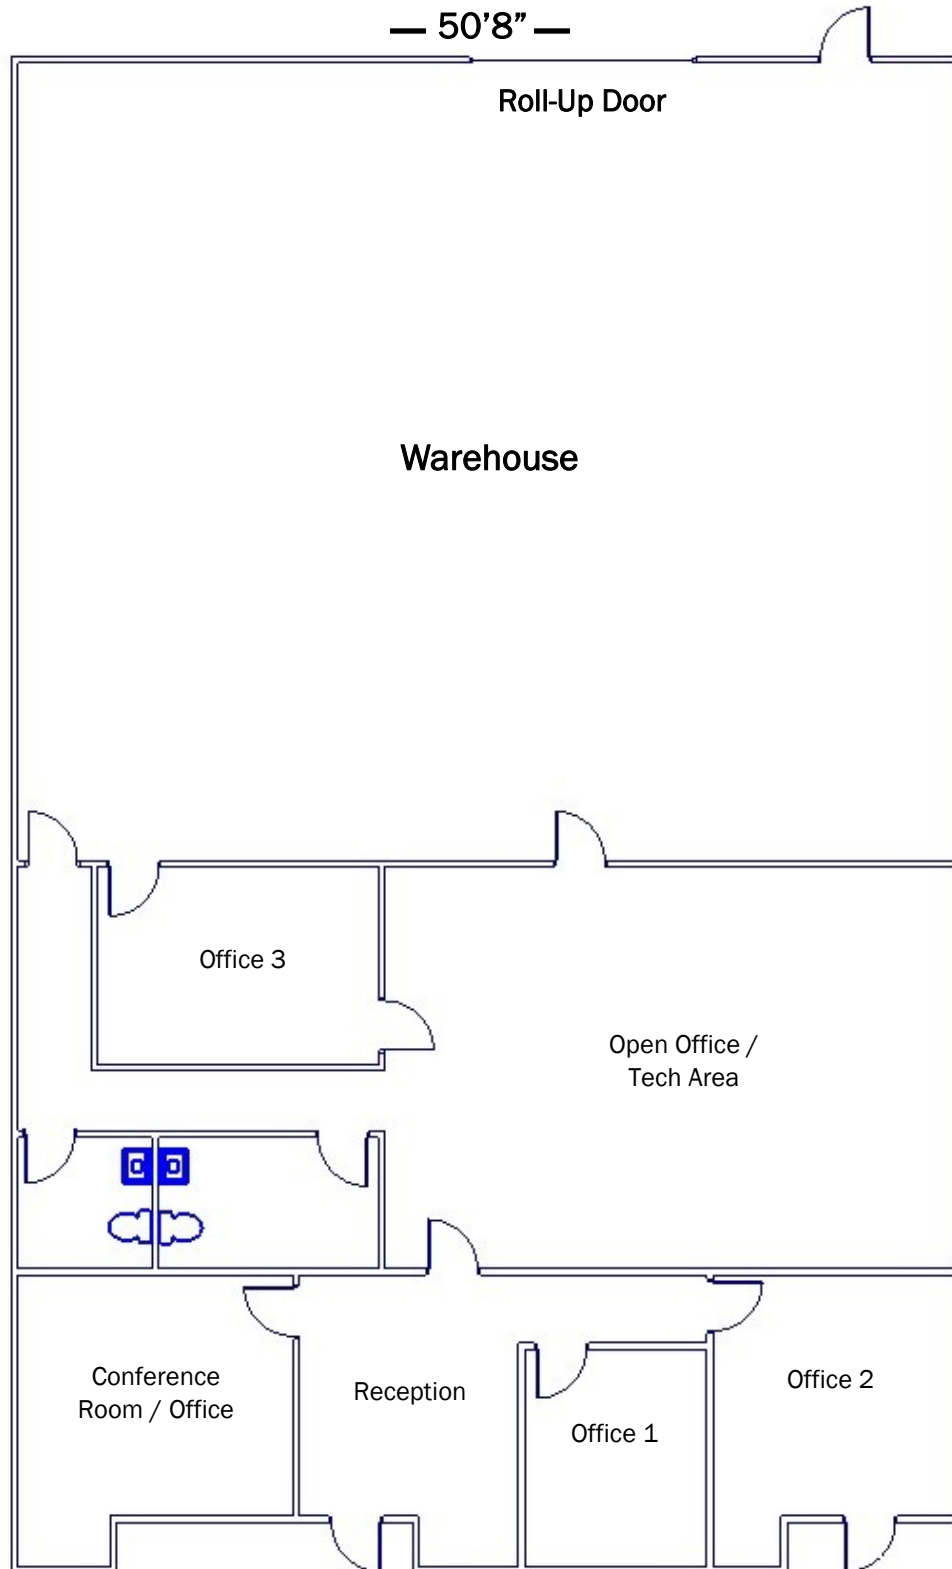 50’8”
Roll-Up Door
Warehouse
Office 3
Open Office /
Tech Area
Conference
Room / Office
Reception
Office 2
Office 1